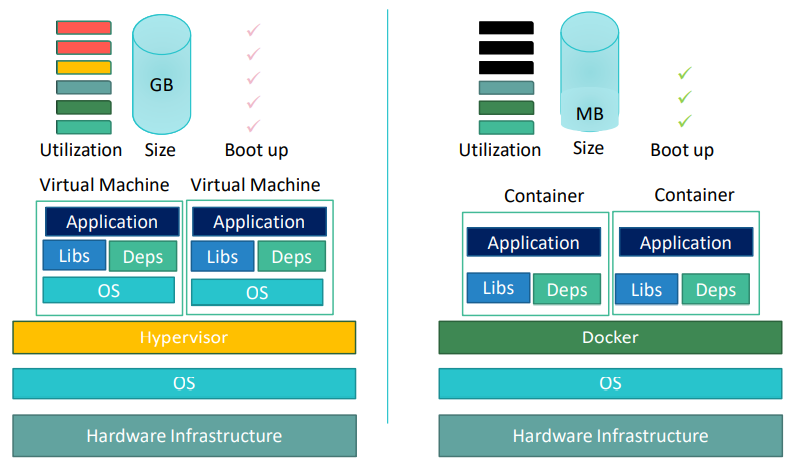 GB
Utilization
Size
Boot up
Virtual Machine
Virtual Machine
Application
Application
Libs
Deps
Libs
Deps
OS
OS
Hypervisor
OS
Hardware Infrastructure
MB
Utilization
Size
Boot up
Container
Container
Application
Application
Libs
Deps
Libs
Deps
Docker
OS
Hardware Infrastructure